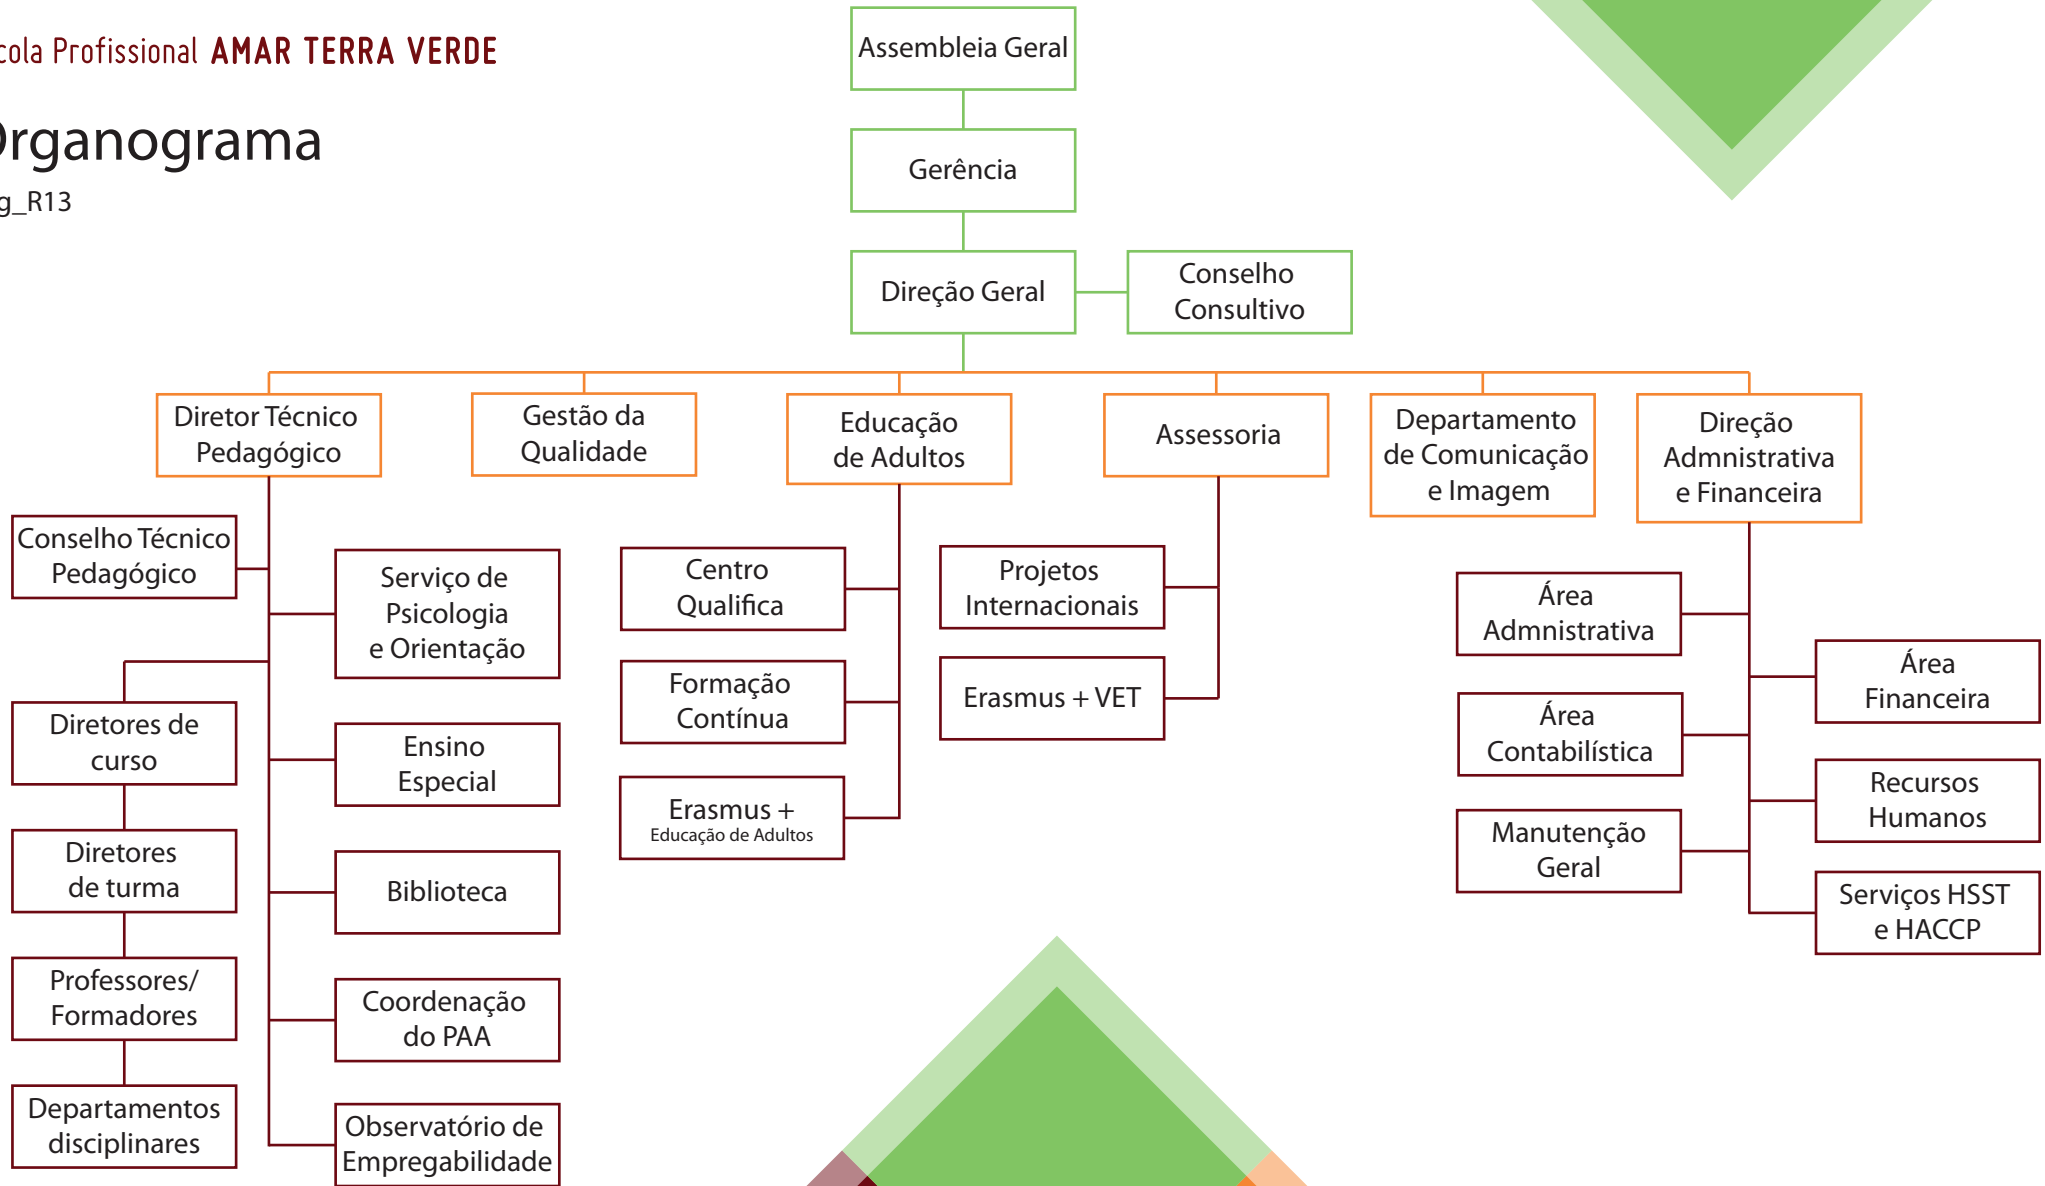 cola Profissional AMAR TERRA VERDE
Organograma
g_R13
Assembleia Geral
Gerência
Direção Geral
Conselho
Consultivo
Diretor Técnico
Pedagógico
Gestão da
Qualidade
Educação
de Adultos
Assessoria
Departamento
de Comunicação
e Imagem
Direção
Admnistrativa
e Financeira
Conselho Técnico
Pedagógico
Serviço de
Psicologia
e Orientação
Diretores de
curso
Ensino
Especial
Diretores
de turma
Biblioteca
Professores/
Formadores
Coordenação
do PAA
Departamentos
disciplinares
Observatório de
Empregabilidade
Centro
Qualifica
Formação
Contínua
Erasmus +
Educação de Adultos
Projetos
Internacionais
Erasmus + VET
Área
Admnistrativa
Área
Financeira
Área
Contabilística
Recursos
Humanos
Manutenção
Geral
Serviços HSST
e HACCP